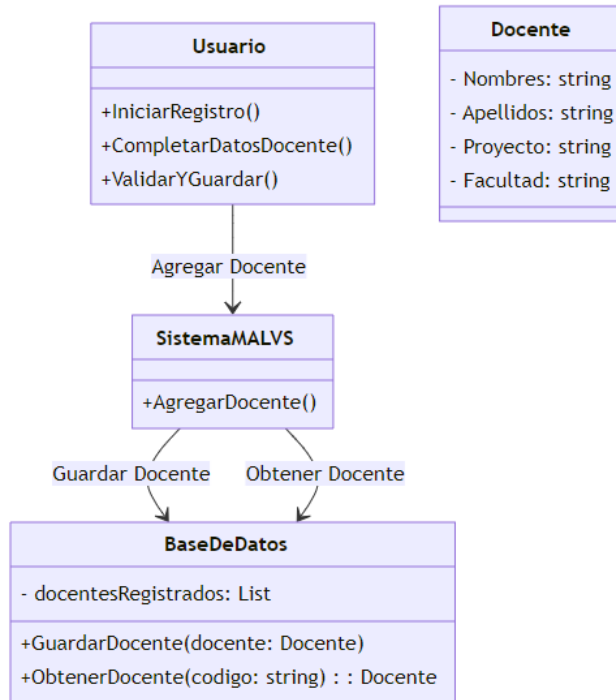 Usuario
+IniciarRegistro()
+CompletarDatosDocente()
+ValidarYGuardar()
Docente
- Nombres: string
- Apellidos: string
- Proyecto: string
- Facultad: string
Agregar Docente
SistemaMALVS
+AgregarDocente()
Guardar Docente
Obtener Docente
BaseDeDatos
- docentesRegistrados: List
+GuardarDocente(docente: Docente)
+ObtenerDocente(codigo: string) : : Docente